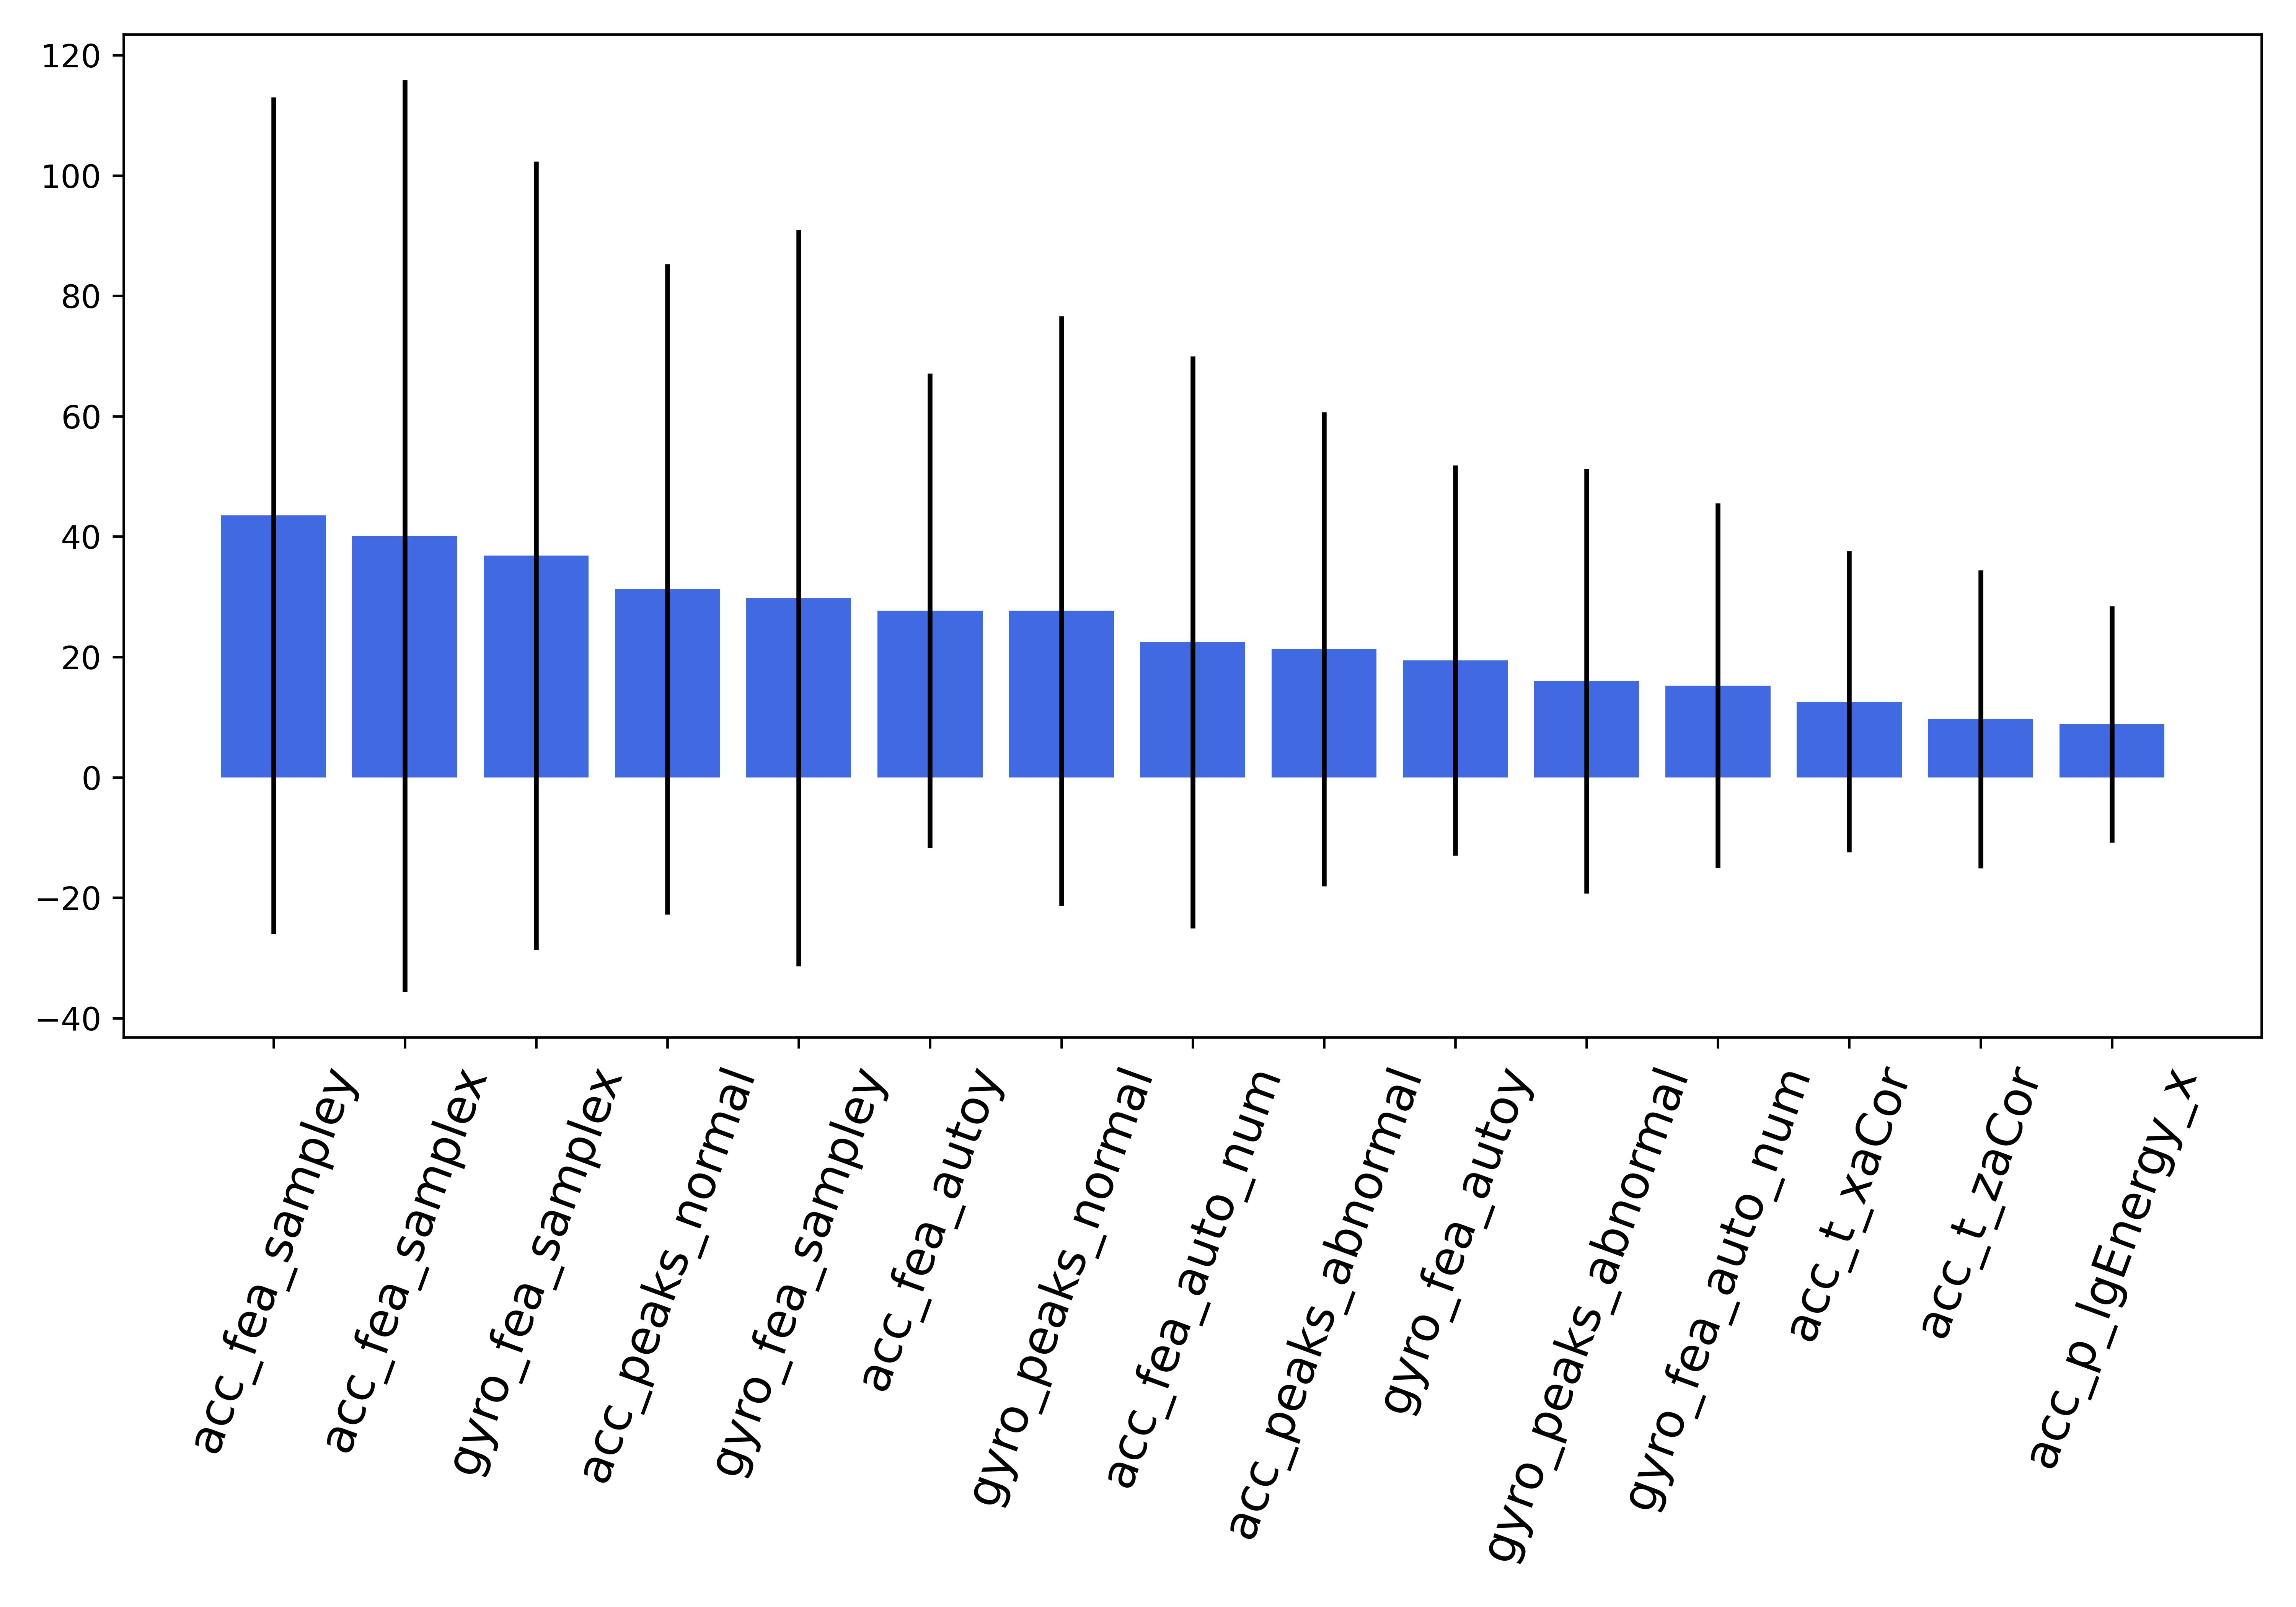 120
100
80
60
40
20
0
−20
−40
acc_fea_sampley
acc_fea_samplex
gyro_fea_samplex
acc_peaks_normal
gyro_fea_sampley
acc_fea_autoy
gyro_peaks_normal
acc_fea_auto_num
acc_peaks_abnormal
gyro_fea_autoy
gyro_peaks_abnormal
gyro_fea_auto_num
acc_t_xaCor
acc_t_zaCor
acc_p_lgEnergy_x